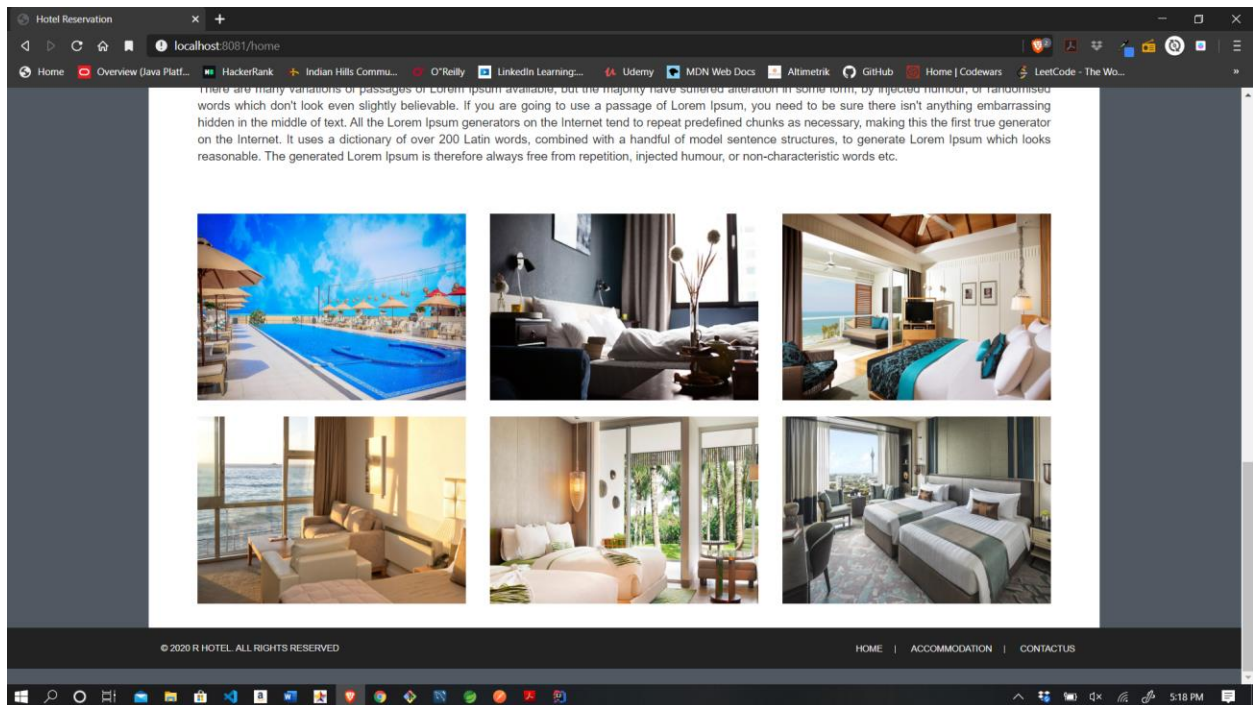 Hotel Reservation
localhost:8081/home
Home
Overview (Java Platf...
HackerRank
Indian Hills Commu...
O"Reilly
LinkedIn Learning:...
Udemy
MDN Web Docs
Altimetrik
GitHub
Home | Codewars
LeetCode - The Wo...
There are many variations of passages of Lorem Ipsum available, but the majority have suffered alteration in some form, by injected humour, or randomised
words which don't look even slightly believable. If you are going to use a passage of Lorem Ipsum, you need to be sure there isn't anything embarrassing
hidden in the middle of text. All the Lorem Ipsum generators on the Internet tend to repeat predefined chunks as necessary, making this the first true generator
on the Internet. It uses a dictionary of over 200 Latin words, combined with a handful of model sentence structures, to generate Lorem Ipsum which looks
reasonable. The generated Lorem Ipsum is therefore always free from repetition, injected humour, or non-characteristic words etc.
© 2020 R HOTEL. ALL RIGHTS RESERVED
HOME | ACCOMMODATION | CONTACTUS
5:18 PM